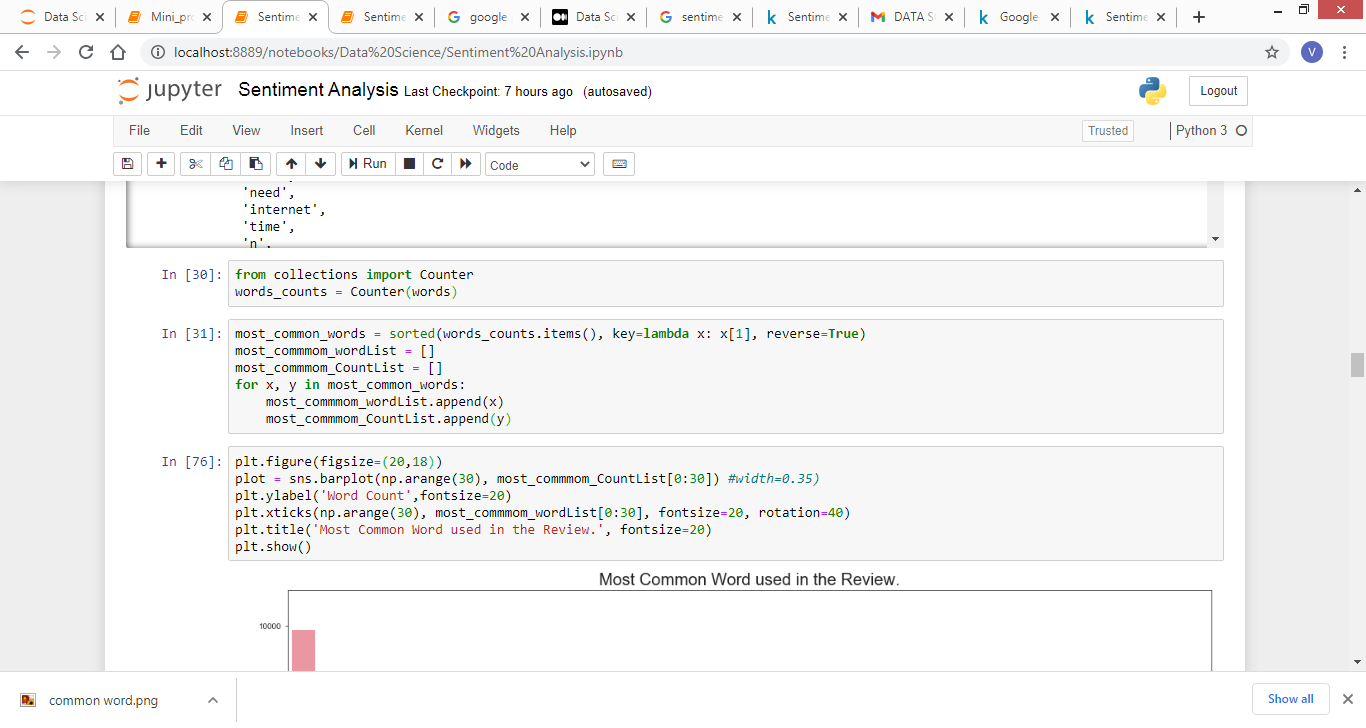 Data Sci
Mini_pro
Sentime
Sentime
google
Data Sc
sentime
Sentime
DATA S
Google
Sentime
localhost:8889/notebooks/Data%20Science/Sentiment%20Analysis.ipynb
V
jupyter Sentiment Analysis Last Checkpoint: 7 hours ago (autosaved)
Logout
File Edit View Insert Cell Kernel Widgets Help
Trusted
Python 3
Run
Code
'need',
'internet',
'time',
'n',
In [30]: from collections import Counter
words_counts = Counter(words)
In [31]: most_common_words = sorted(words_counts.items(), key=lambda x: x[1], reverse=True)
most_commmom_wordList = []
most_commmom_CountList = []
for x, y in most_common_words:
    most_commmom_wordList.append(x)
    most_commmom_CountList.append(y)
In [76]: plt.figure(figsize=(20,18))
plot = sns.barplot(np.arange(30), most_commmom_CountList[0:30]) #width=0.35)
plt.ylabel('Word Count',fontsize=20)
plt.xticks(np.arange(30), most_commmom_wordList[0:30], fontsize=20, rotation=40)
plt.title('Most Common Word used in the Review.', fontsize=20)
plt.show()
Most Common Word used in the Review.
10000
common word.png
Show all